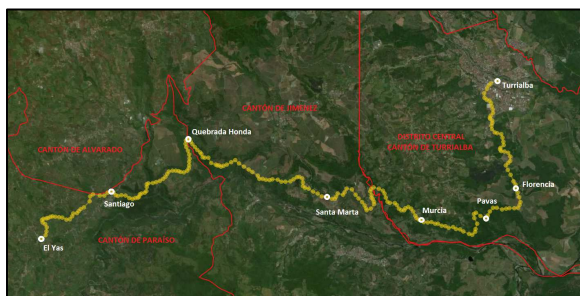 Turrialba
CANTÓN DE JIMÉNEZ
Quebrada Honda
DISTRITO CENTRAL
CANTÓN DE TURRIALBA
CANTÓN DE ALVARADO
Florencia
Santiago
Santa Marta
Pavas
Murcia
CANTÓN DE PARAÍSO
El Yas